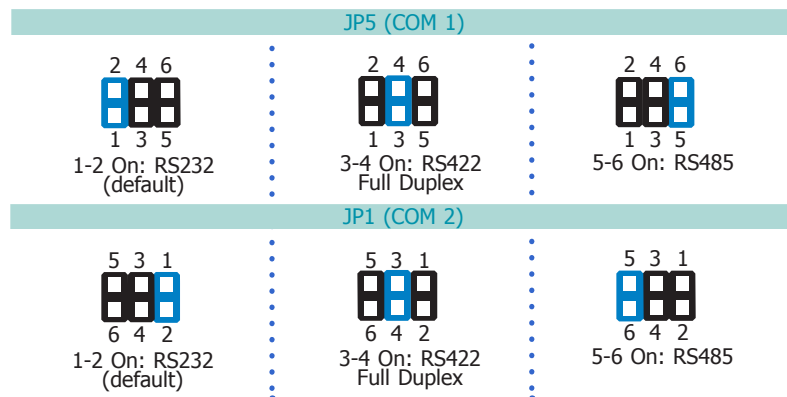 JP5 (COM 1)
2 4 6
1 3 5
1-2 On: RS232
(default)
2 4 6
1 3 5
3-4 On: RS422
Full Duplex
2 4 6
1 3 5
5-6 On: RS485
JP1 (COM 2)
5 3 1
6 4 2
1-2 On: RS232
(default)
5 3 1
6 4 2
3-4 On: RS422
Full Duplex
5 3 1
6 4 2
5-6 On: RS485